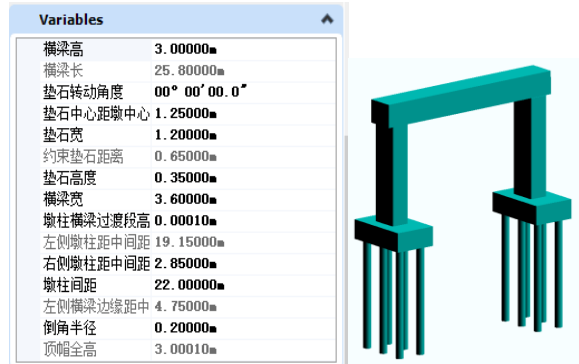 Variables
横梁高 3.00000m
横梁长 25.80000m
垫石转动角度 00° 00′00.0″
垫石中心距墩中心 1.25000m
垫石宽 1.20000m
约束垫石距离 0.65000m
垫石高度 0.35000m
横梁宽 3.60000m
墩柱横梁过渡段高 0.00010m
左侧墩柱距中间距 19.15000m
右侧墩柱距中间距 2.85000m
墩柱间距 22.00000m
左侧横梁边缘距中 4.75000m
倒角半径 0.20000m
顶帽全高 3.00010m